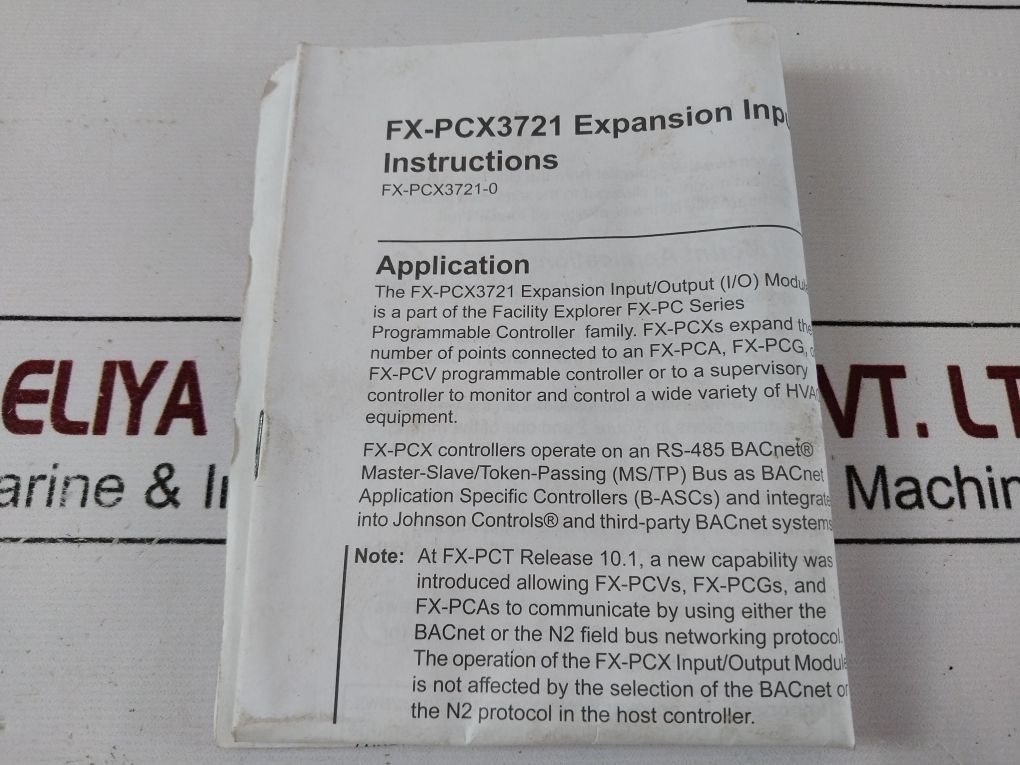 FX-PCX3721 Expansion Inpu
Instructions
FX-PCX3721-0
Application
The FX-PCX3721 Expansion Input/Output (I/O) Modul
is a part of the Facility Explorer FX-PC Series
Programmable Controller family. FX-PCXs expand the
number of points connected to an FX-PCA, FX-PCG, o
FX-PCV programmable controller or to a supervisory
controller to monitor and control a wide variety of HVAC
equipment.
FX-PCX controllers operate on an RS-485 BACnet®
Master-Slave/Token-Passing (MS/TP) Bus as BACnet
Application Specific Controllers (B-ASCs) and integrate
into Johnson Controls® and third-party BACnet systems
Note: At FX-PCT Release 10.1, a new capability was
introduced allowing FX-PCVs, FX-PCGs, and
FX-PCAs to communicate by using either the
BACnet or the N2 field bus networking protocol.
The operation of the FX-PCX Input/Output Module
is not affected by the selection of the BACnet or
the N2 protocol in the host controller.
ELIYA VT. LT
arine & In Machin